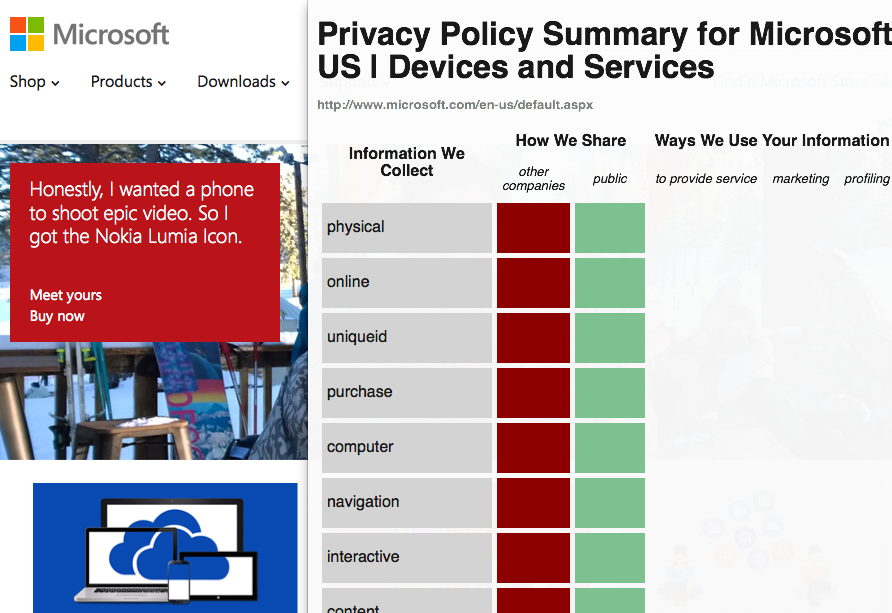 Microsoft
Shop
Products
Downloads
Honestly, I wanted a phone
to shoot epic video. So I
got the Nokia Lumia Icon.
Meet yours
Buy now
Privacy Policy Summary for Microsoft
US | Devices and Services
http://www.microsoft.com/en-us/default.aspx
Information We
Collect
How We Share
other
companies
public
Ways We Use Your Information
to provide service
marketing
profiling
physical
online
uniqueid
purchase
computer
navigation
interactive
content